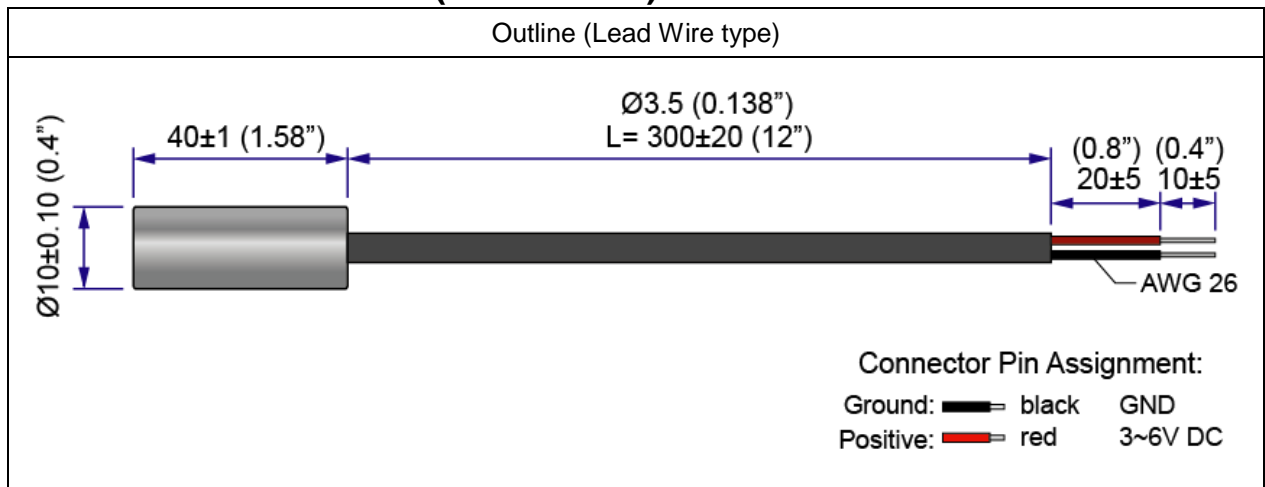 Outline (Lead Wire type)
Ø3.5 (0.138”)
40±1 (1.58”)
L= 300±20 (12”)
(0.8”) (0.4”)
20±5 10±5
Ø10±0.10 (0.4”)
AWG 26
Connector Pin Assignment:
Ground: black GND
Positive: red 3~6V DC